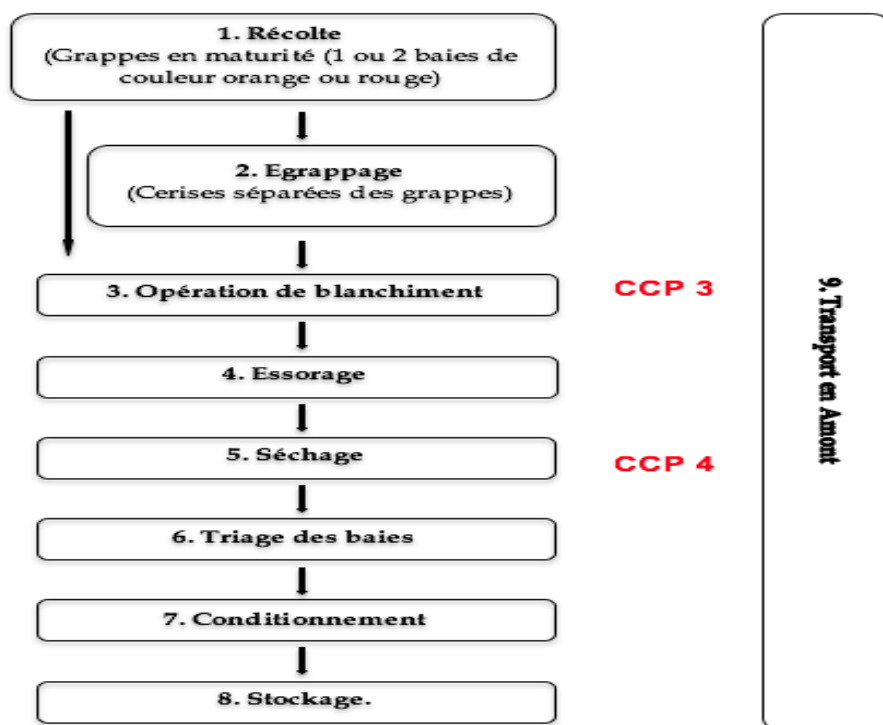 1. Récolte
(Grappes en maturité (1 ou 2 baies de
couleur orange ou rouge)
2. Egrappage
(Cerises séparées des grappes)
3. Opération de blanchiment
CCP 3
4. Essorage
5. Séchage
CCP 4
6. Triage des baies
7. Conditionnement
8. Stockage.
9. Transport en Amont